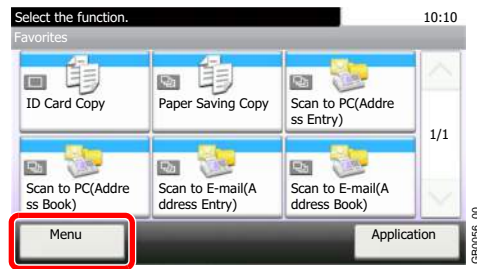 Select the function.
10:10
Favorites
ID Card Copy
Paper Saving Copy
Scan to PC(Addre
ss Entry)
1/1
Scan to PC(Addre
ss Book)
Scan to E-mail(A
ddress Entry)
Scan to E-mail(A
ddress Book)
Menu
Application
GB0056_00